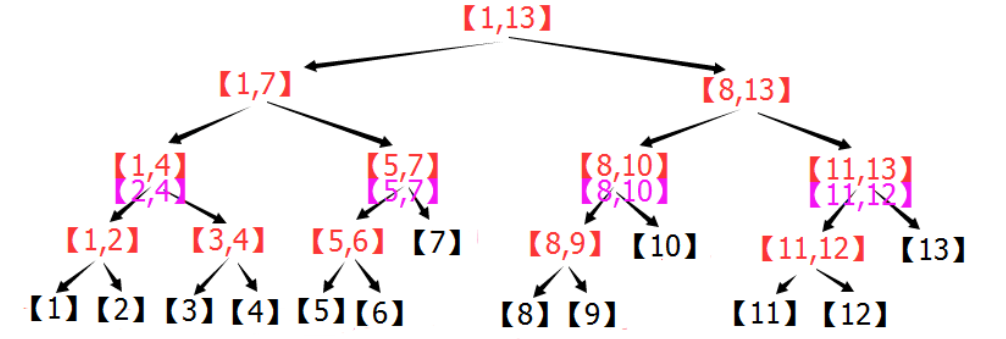 【1,13】
【1,7】 【8,13】
【1,4】 【5,7】 【8,10】 【11,13】
【2,4】 【5,7】 【8,10】 【11,12】
【1,2】 【3,4】 【5,6】 【7】 【8,9】 【10】 【11,12】 【13】
【1】 【2】 【3】 【4】 【5】 【6】 【8】 【9】 【11】 【12】